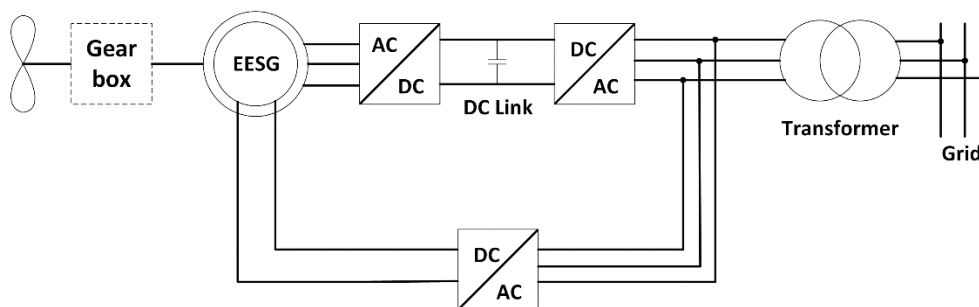 Gear
box
EESG
AC
DC
DC Link
DC
AC
Transformer
Grid
DC
AC